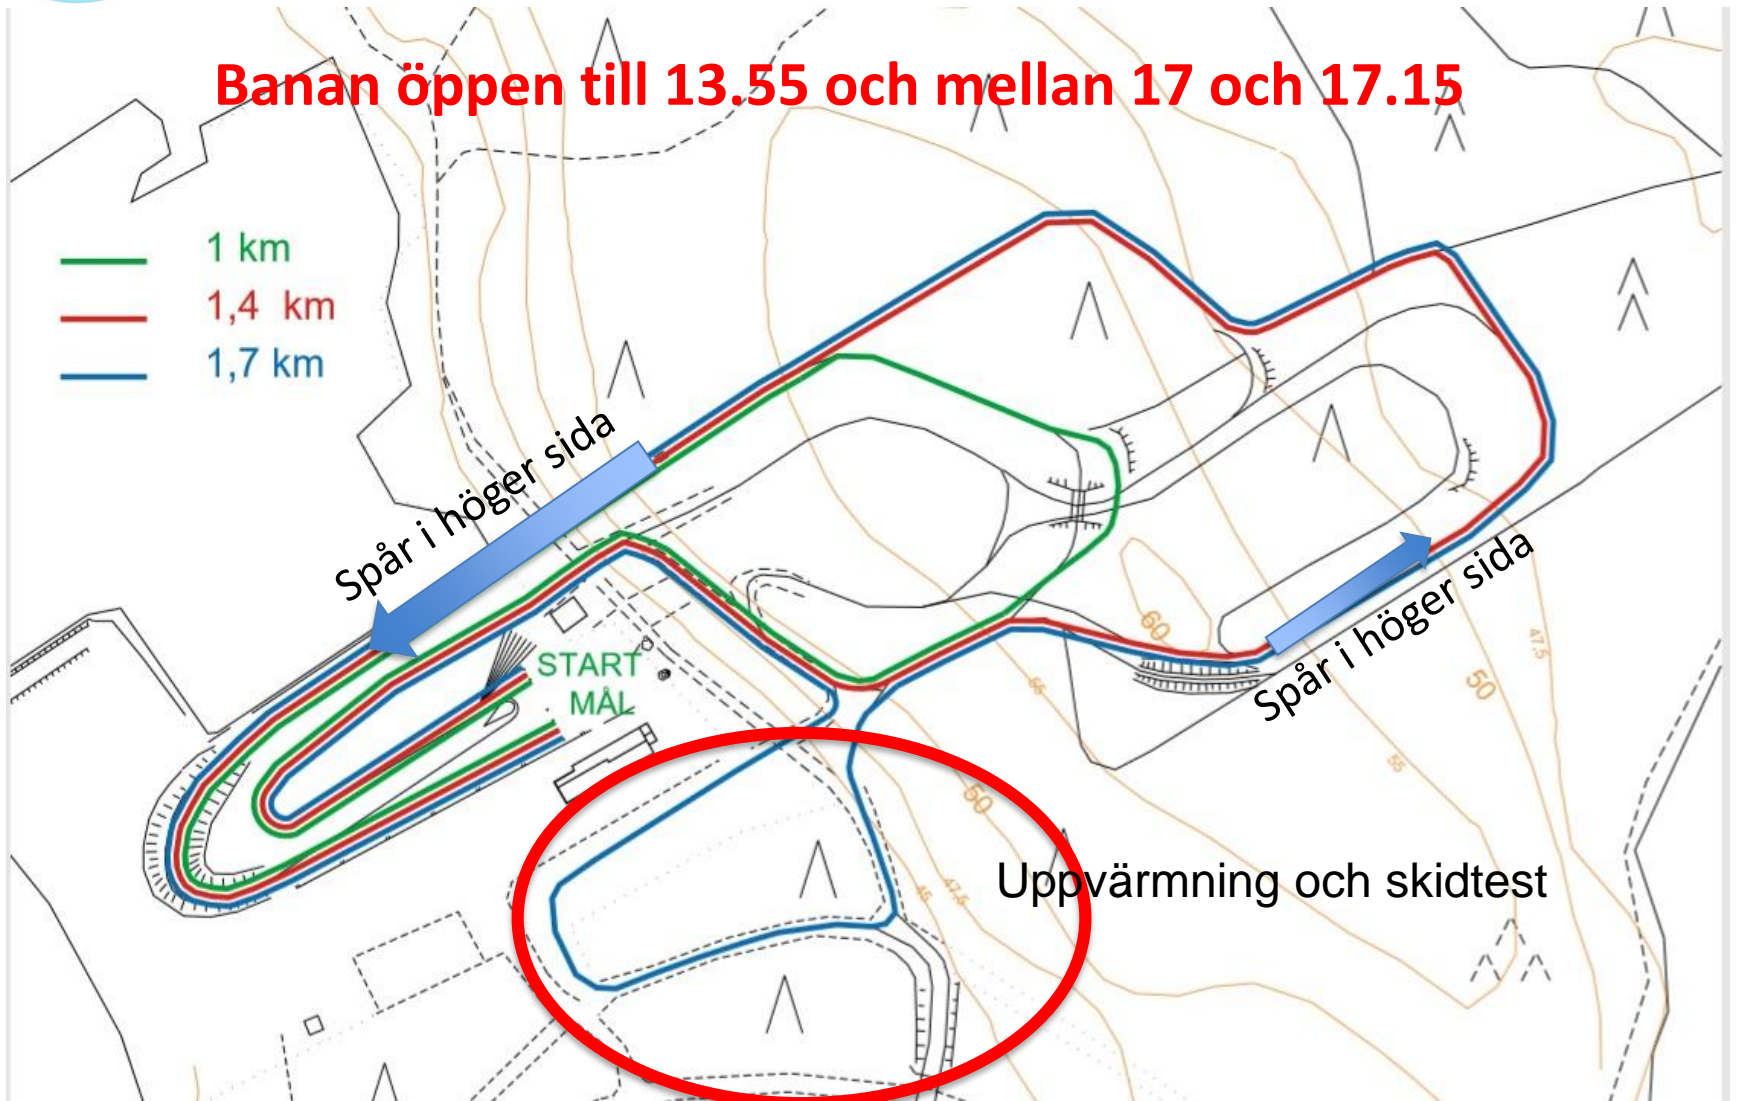 Banan öppen till 13.55 och mellan 17 och 17.15
1 km
1,4 km
1,7 km
Spår i höger sida
START
MÅL
60
Spår i höger sida
47,5
50
55
55
50
45
47,5
Uppvärmning och skidtest